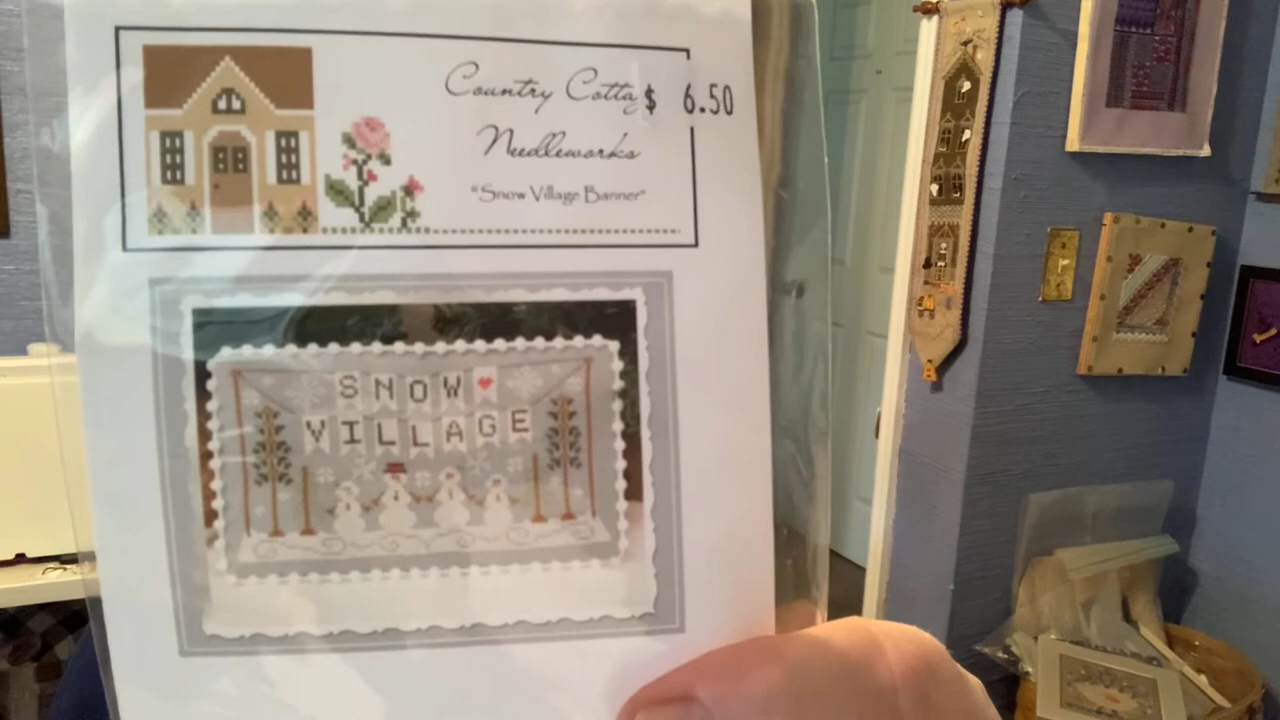 Country Cotta $ 6.50
Needleworks
"Snow Village Banner"
SNOW
VILLAGE